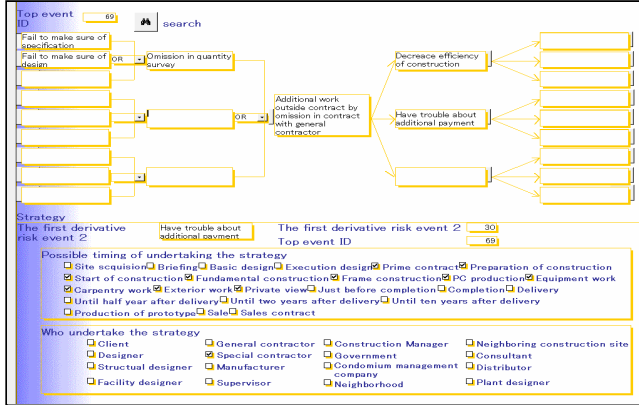 Top event
ID
69
search
Fail to make sure of
specification
Fail to make sure of
design
OR
Omission in quantity
survey
OR
Additional work
outside contract by
omission in contract
with general
contractor
Decreace efficiency
of construction
Have trouble about
additional payment
Strategy
The first derivative
risk event 2
Have trouble about
additional payment
The first derivative risk event 2
30
Top event ID
69
Possible timing of undertaking the strategy
Site scquision Briefing Basic design Execution design Prime contract Preparation of construction
Start of construction Fundamental construction Frame construction PC production Equipment work
Carpentry work Exterior work Private view Just before completion Completion Delivery
Until half year after delivery Until two years after delivery Until ten years after delivery
Production of prototype Sale Sales contract
Who undertake the strategy
Client General contractor Construction Manager Neighboring construction site
Designer Special contractor Government Consultant
Structual designer Manufacturer Condomium management company Distributor
Facility designer Supervisor Neighborhood Plant designer